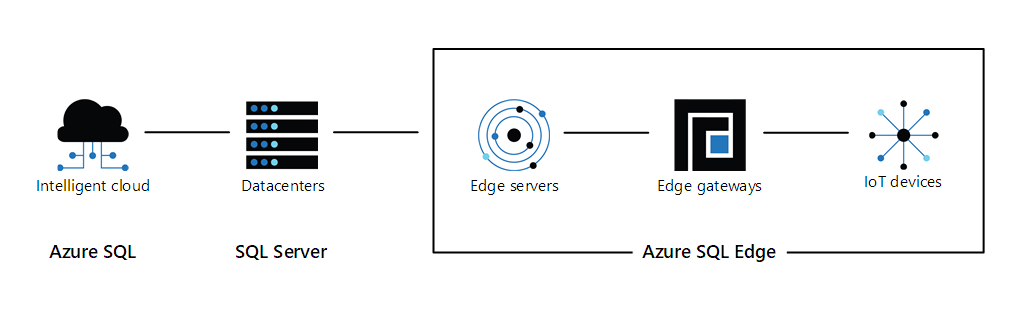 Intelligent cloud
Datacenters
Edge servers
Edge gateways
IoT devices
Azure SQL
SQL Server
Azure SQL Edge